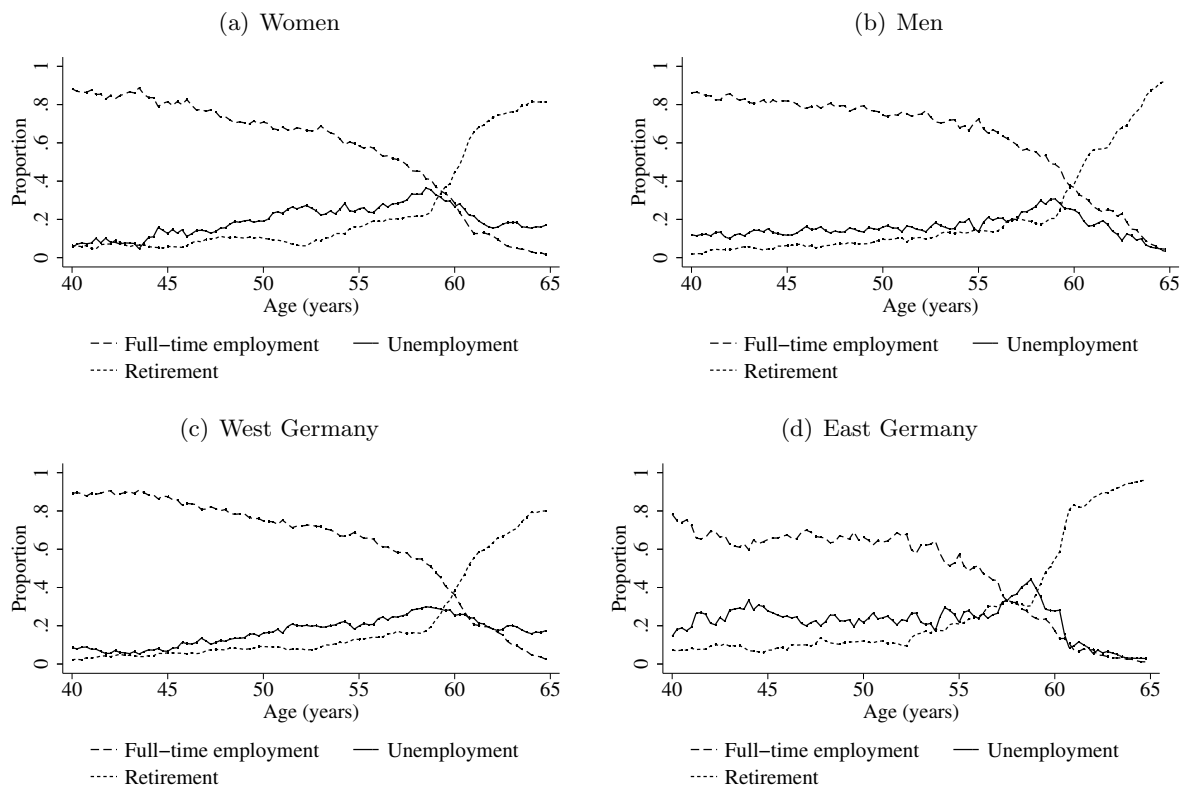 (a) Women
(b) Men
Proportion
0 .2 .4 .6 .8 1
40 45 50 55 60 65
Age (years)
Full−time employment Unemployment
Retirement
Proportion
0 .2 .4 .6 .8 1
40 45 50 55 60 65
Age (years)
Full−time employment Unemployment
Retirement
(c) West Germany
(d) East Germany
Proportion
0 .2 .4 .6 .8 1
40 45 50 55 60 65
Age (years)
Full−time employment Unemployment
Retirement
Proportion
0 .2 .4 .6 .8 1
40 45 50 55 60 65
Age (years)
Full−time employment Unemployment
Retirement